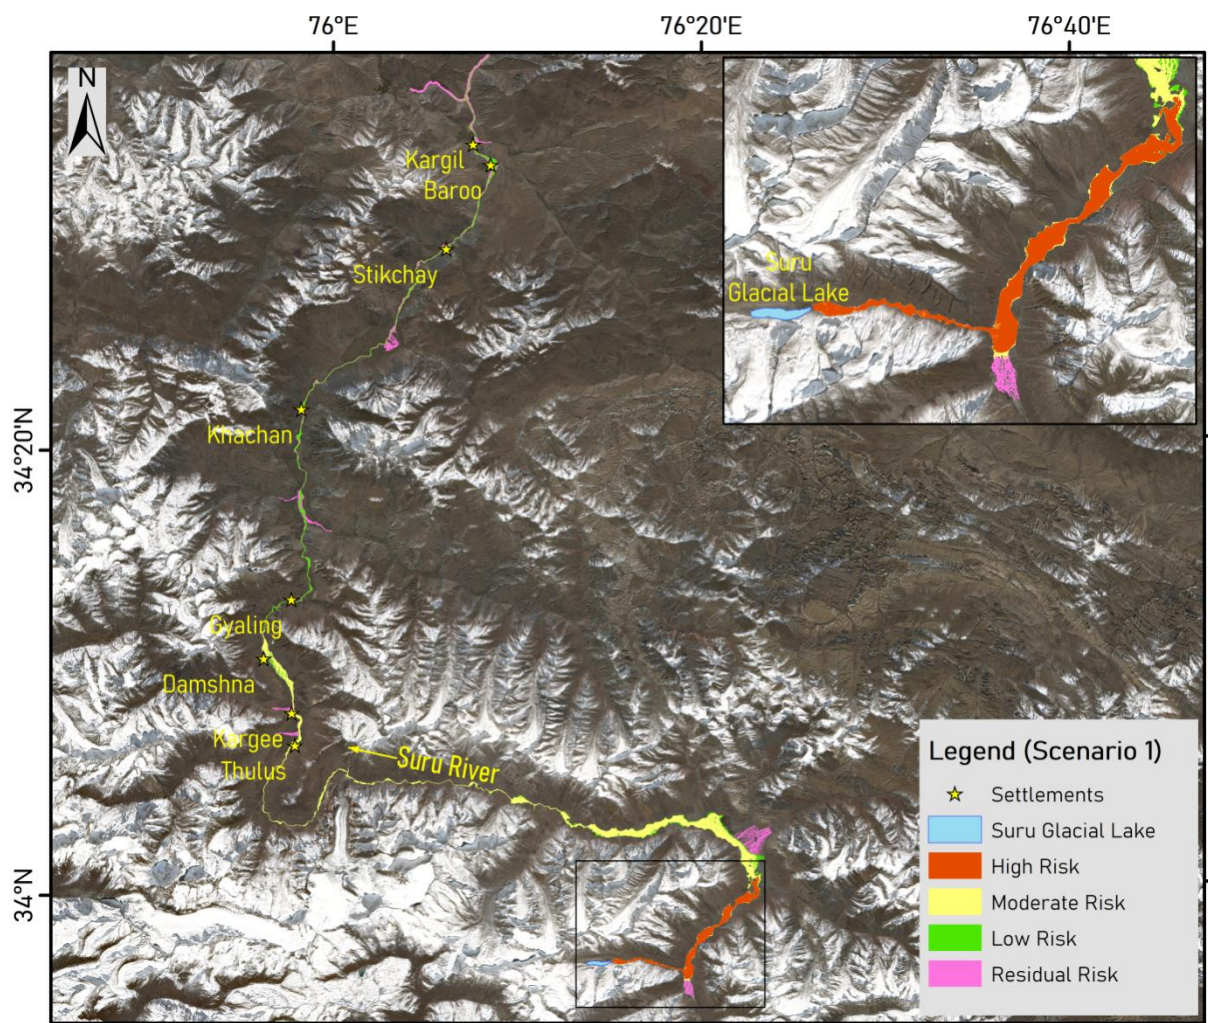 76°E
76°20'E
76°40'E
N
Kargil
Baroo
Suru
Glacial Lake
Stikchay
34°20'N
Khachan
Gyaling
Damshna
Kargee
Thulus
Suru River
34°N
Legend (Scenario 1)
Settlements
Suru Glacial Lake
High Risk
Moderate Risk
Low Risk
Residual Risk